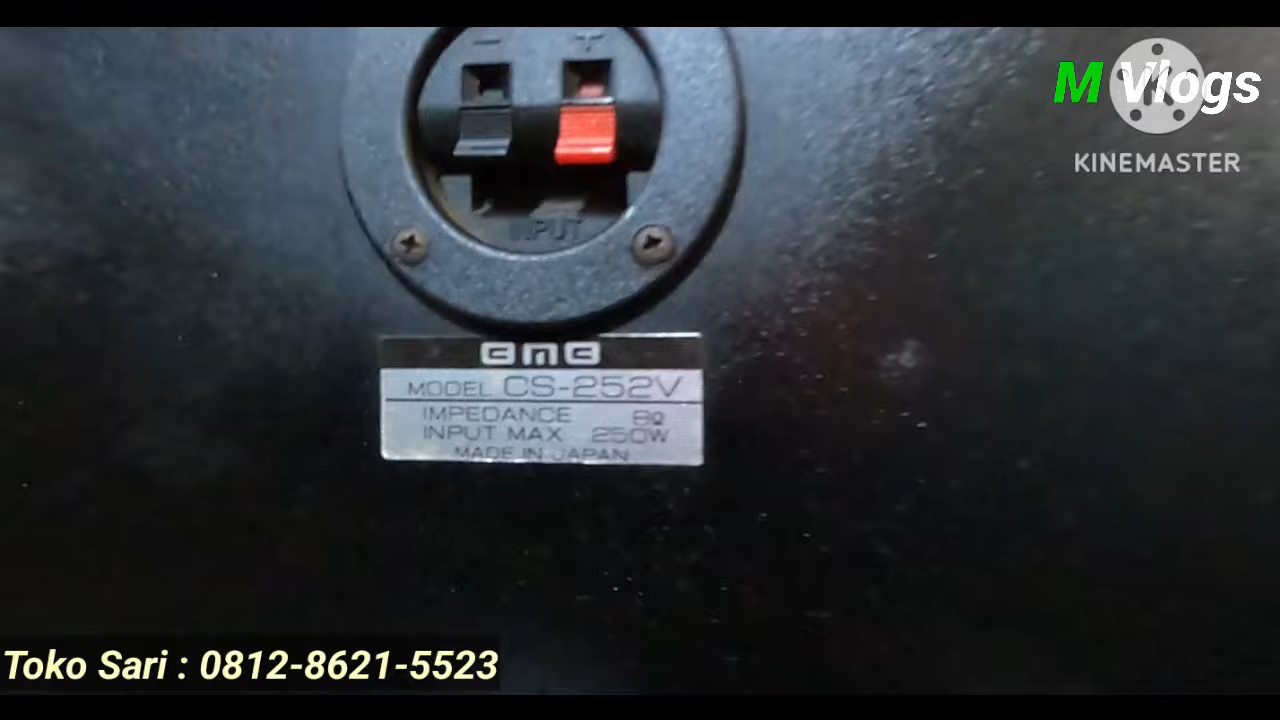 − +
M Vlogs
KINEMASTER
INPUT
BMB
MODEL CS-252V
IMPEDANCE 8Ω
INPUT MAX 250W
MADE IN JAPAN
Toko Sari : 0812-8621-5523